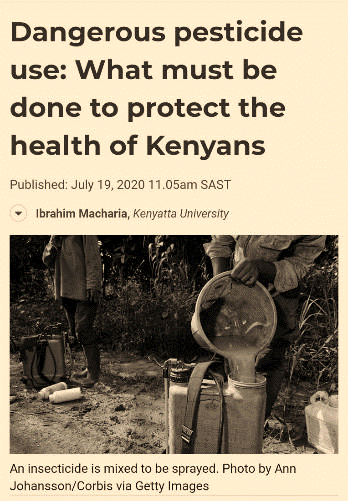 Dangerous pesticide
use: What must be
done to protect the
health of Kenyans
Published: July 19, 2020 11.05am SAST
Ibrahim Macharia, Kenyatta University
An insecticide is mixed to be sprayed. Photo by Ann
Johansson/Corbis via Getty Images